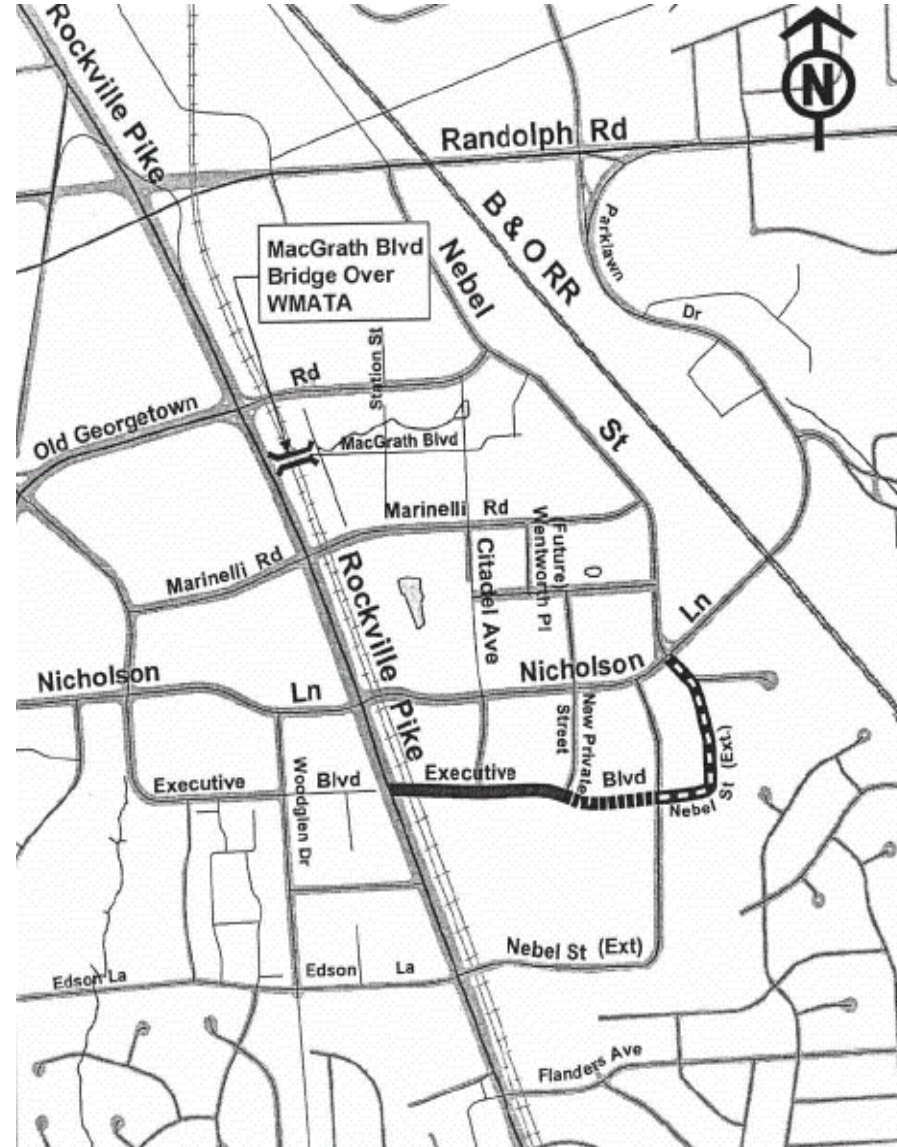 Rockville Pike
N
Randolph Rd
B & O RR
Parklawn
Dr
MacGrath Blvd
Bridge Over
WMATA
Nebel
St
Station St
Old Georgetown
Rd
MacGrath Blvd
Marinelli Rd
Marinelli Rd
Rockville Pike
Citadel Ave
(Future)
Wentworth Pl
Nicholson
Ln
Nicholson
Ln
New Private
Street
Executive
Blvd
Woodglen Dr
Executive
Blvd
Nebel
St (Ext.)
Nebel St (Ext)
Edson La
Edson La
Flanders Ave